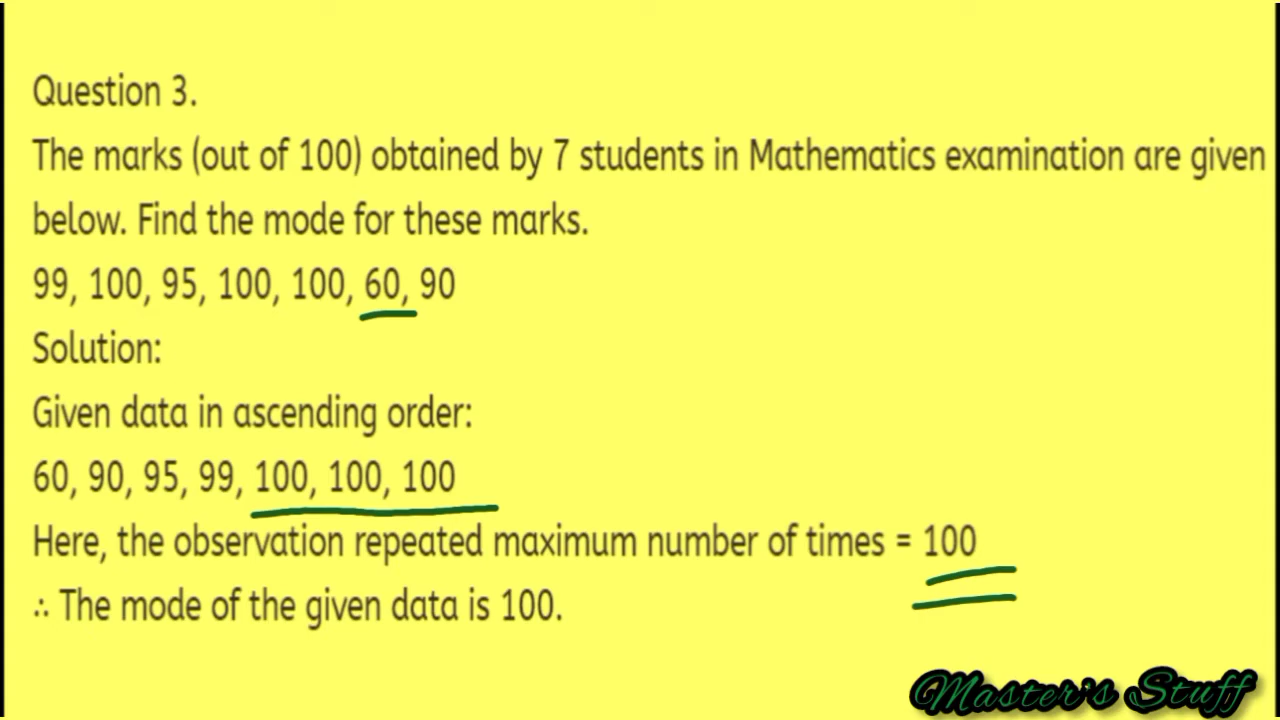 Question 3.
The marks (out of 100) obtained by 7 students in Mathematics examination are given
below. Find the mode for these marks.
99, 100, 95, 100, 100, 60, 90
Solution:
Given data in ascending order:
60, 90, 95, 99, 100, 100, 100
Here, the observation repeated maximum number of times = 100
∴ The mode of the given data is 100.
Master's Stuff